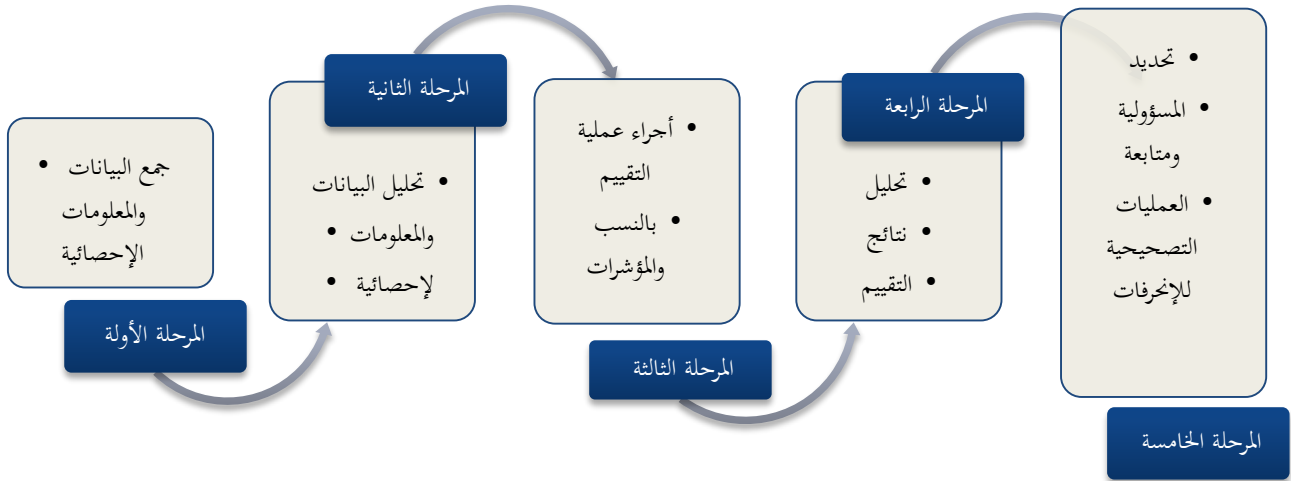 • جمع البيانات
والمعلومات
الإحصائية
المرحلة الأولة
المرحلة الثانية
• تحليل البيانات
• والمعلومات
• لإحصائية
• أجراء عملية
التقييم
• بالنسب
والمؤشرات
المرحلة الثالثة
المرحلة الرابعة
• تحليل
• نتائج
• التقييم
• تحديد
• المسؤولية
ومتابعة
• العمليات
التصحيحية
للإنحرفات
المرحلة الخامسة